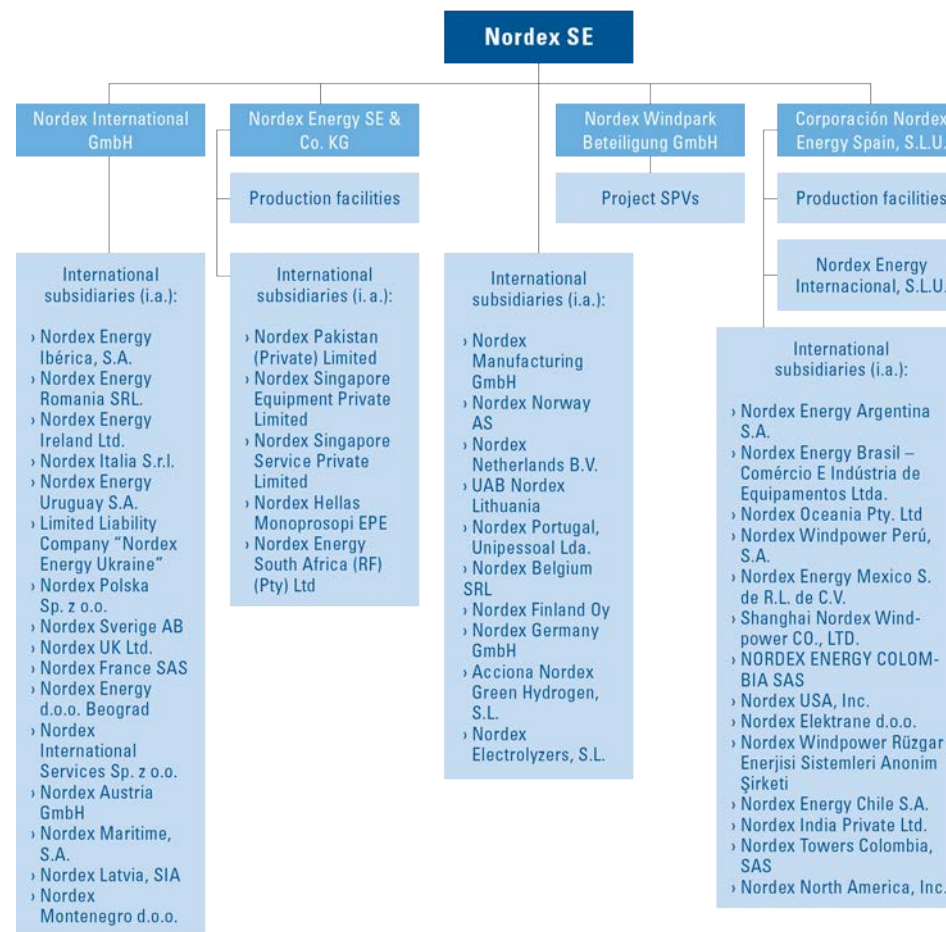 Nordex SE
Nordex International
GmbH
Nordex Energy SE &
Co. KG
Nordex Windpark
Beteiligung GmbH
Corporación Nordex
Energy Spain, S.L.U.
Production facilities
Project SPVs
Production facilities
Nordex Energy
Internacional, S.L.U.
International
subsidiaries (i.a.):
› Nordex Energy
Ibérica, S.A.
› Nordex Energy
Romania SRL.
› Nordex Energy
Ireland Ltd.
› Nordex Italia S.r.l.
› Nordex Energy
Uruguay S.A.
› Limited Liability
Company “Nordex
Energy Ukraine”
› Nordex Polska
Sp. z o.o.
› Nordex Sverige AB
› Nordex UK Ltd.
› Nordex France SAS
› Nordex Energy
d.o.o. Beograd
› Nordex
International
Services Sp. z o.o.
› Nordex Austria
GmbH
› Nordex Maritime,
S.A.
› Nordex Latvia, SIA
› Nordex
Montenegro d.o.o.
International
subsidiaries (i. a.):
› Nordex Pakistan
(Private) Limited
› Nordex Singapore
Equipment Private
Limited
› Nordex Singapore
Service Private
Limited
› Nordex Hellas
Monoprosopi EPE
› Nordex Energy
South Africa (RF)
(Pty) Ltd
International
subsidiaries (i.a.):
› Nordex
Manufacturing
GmbH
› Nordex Norway
AS
› Nordex
Netherlands B.V.
› UAB Nordex
Lithuania
› Nordex Portugal,
Unipessoal Lda.
› Nordex Belgium
SRL
› Nordex Finland Oy
› Nordex Germany
GmbH
› Acciona Nordex
Green Hydrogen,
S.L.
› Nordex
Electrolyzers, S.L.
International
subsidiaries (i.a.):
› Nordex Energy Argentina
S.A.
› Nordex Energy Brasil –
Comércio E Indústria de
Equipamentos Ltda.
› Nordex Oceania Pty. Ltd
› Nordex Windpower Perú,
S.A.
› Nordex Energy Mexico S.
de R.L. de C.V.
› Shanghai Nordex Wind-
power CO., LTD.
› NORDEX ENERGY COLOM-
BIA SAS
› Nordex USA, Inc.
› Nordex Elektrane d.o.o.
› Nordex Windpower Rüzgar
Enerjisi Sistemleri Anonim
Şirketi
› Nordex Energy Chile S.A.
› Nordex India Private Ltd.
› Nordex Towers Colombia,
SAS
› Nordex North America, Inc.